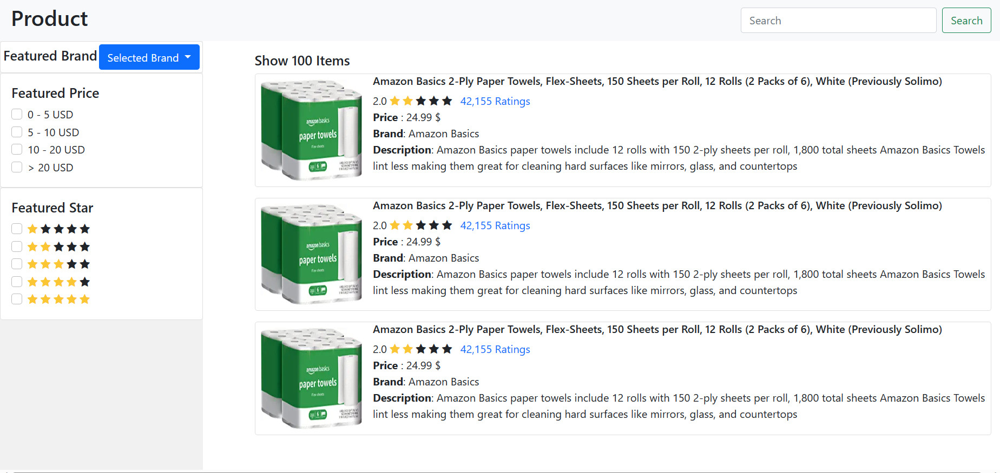 Product
Search
Search
Featured Brand
Selected Brand
Featured Price
0 - 5 USD
5 - 10 USD
10 - 20 USD
> 20 USD
Featured Star
Show 100 Items
amazon basics
paper towels
Flex-sheets
6
Amazon Basics 2-Ply Paper Towels, Flex-Sheets, 150 Sheets per Roll, 12 Rolls (2 Packs of 6), White (Previously Solimo)
2.0 42,155 Ratings
Price : 24.99 $
Brand: Amazon Basics
Description: Amazon Basics paper towels include 12 rolls with 150 2-ply sheets per roll, 1,800 total sheets Amazon Basics Towels
lint less making them great for cleaning hard surfaces like mirrors, glass, and countertops
amazon basics
paper towels
Flex-sheets
6
Amazon Basics 2-Ply Paper Towels, Flex-Sheets, 150 Sheets per Roll, 12 Rolls (2 Packs of 6), White (Previously Solimo)
2.0 42,155 Ratings
Price : 24.99 $
Brand: Amazon Basics
Description: Amazon Basics paper towels include 12 rolls with 150 2-ply sheets per roll, 1,800 total sheets Amazon Basics Towels
lint less making them great for cleaning hard surfaces like mirrors, glass, and countertops
amazon basics
paper towels
Flex-sheets
6
Amazon Basics 2-Ply Paper Towels, Flex-Sheets, 150 Sheets per Roll, 12 Rolls (2 Packs of 6), White (Previously Solimo)
2.0 42,155 Ratings
Price : 24.99 $
Brand: Amazon Basics
Description: Amazon Basics paper towels include 12 rolls with 150 2-ply sheets per roll, 1,800 total sheets Amazon Basics Towels
lint less making them great for cleaning hard surfaces like mirrors, glass, and countertops